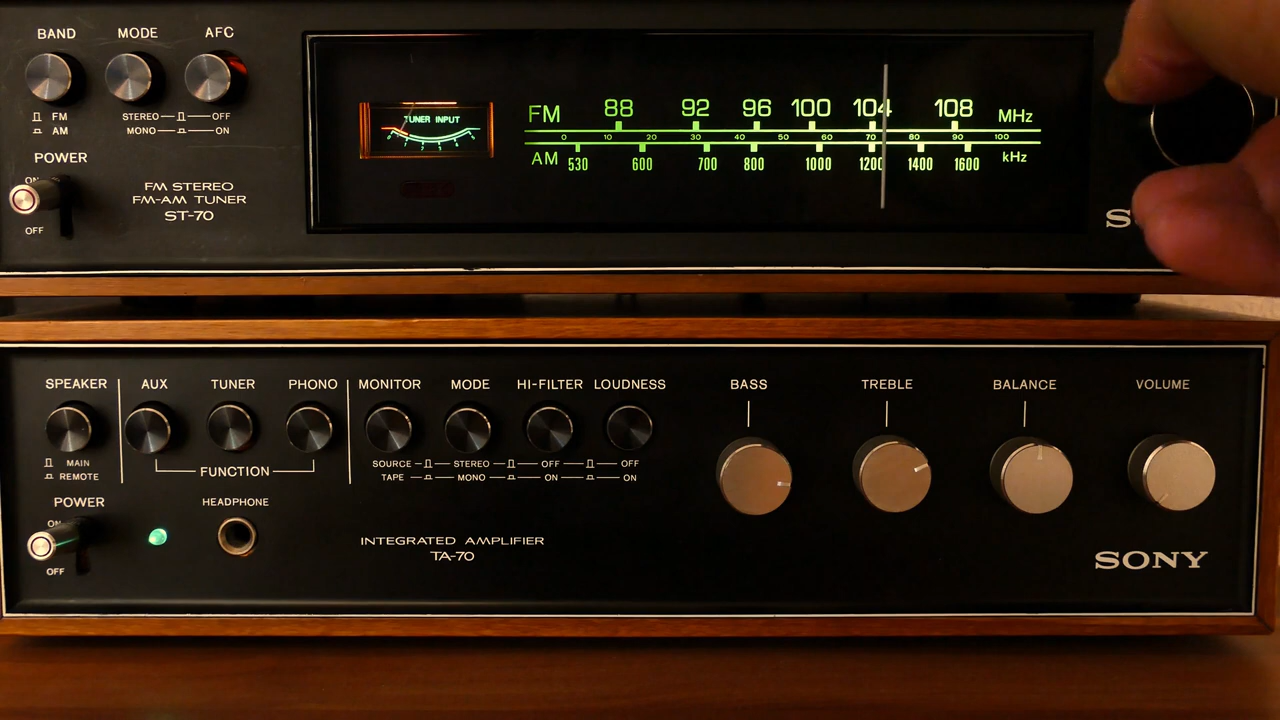 BAND MODE AFC
FM STEREO OFF
AM MONO ON
POWER
ON
OFF
FM STEREO
FM-AM TUNER
ST-70
TUNER INPUT
FM 88 92 96 100 104 108 MHz
0 10 20 30 40 50 60 70 80 90 100
AM 530 600 700 800 1000 1200 1400 1600 kHz
S
SPEAKER AUX TUNER PHONO MONITOR MODE HI-FILTER LOUDNESS BASS TREBLE BALANCE VOLUME
MAIN SOURCE STEREO OFF OFF
REMOTE FUNCTION TAPE MONO ON ON
POWER HEADPHONE
ON
OFF
INTEGRATED AMPLIFIER
TA-70
SONY